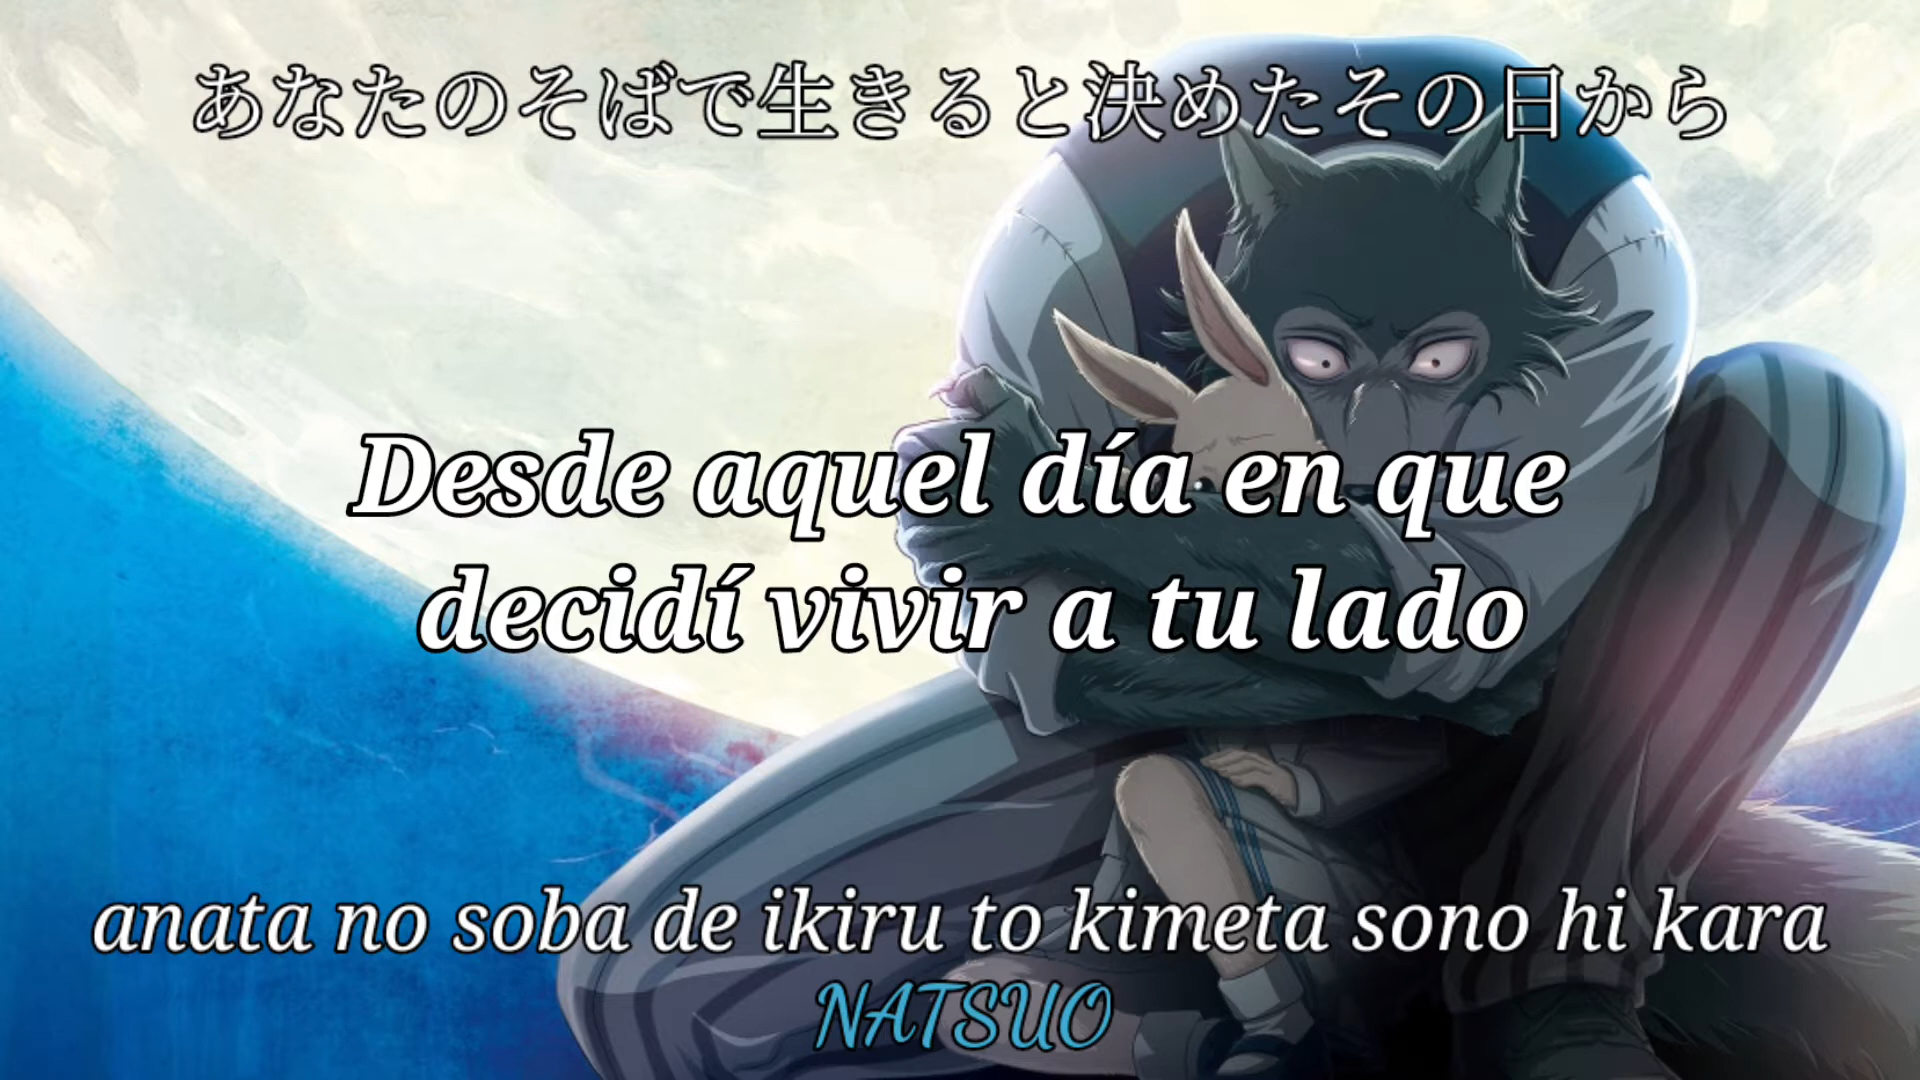 あなたのそばで生きると決めたその日から
Desde aquel día en que
decidí vivir a tu lado
anata no soba de ikiru to kimeta sono hi kara
NATSUO